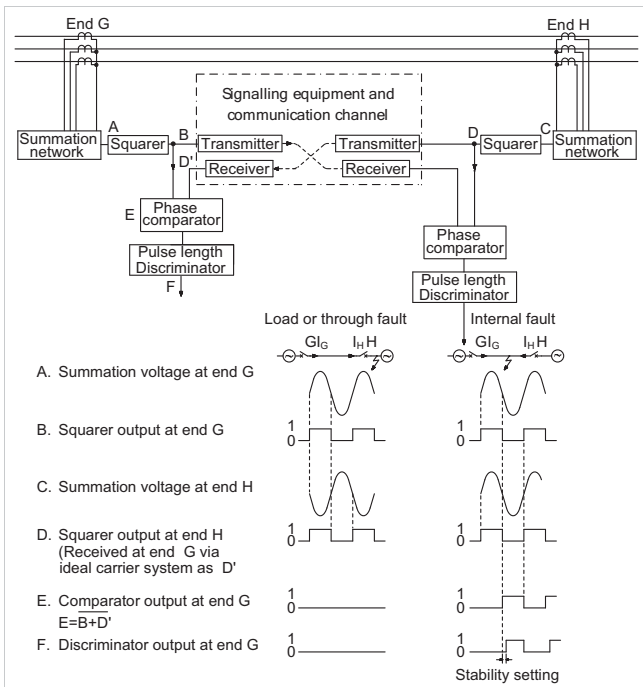 End G
End H
Signalling equipment and
communication channel
A
B
D
C
Summation
network
Squarer
Transmitter
Transmitter
Squarer
Summation
network
D'
Receiver
Receiver
E
Phase
comparator
Phase
comparator
Pulse length
Discriminator
Pulse length
Discriminator
F
Load or through fault
Internal fault
GIG
IHH
GIG
IHH
A. Summation voltage at end G
B. Squarer output at end G
1
0
1
0
C. Summation voltage at end H
D. Squarer output at end H
(Received at end G via
ideal carrier system as D'
1
0
1
0
E. Comparator output at end G
E=B+D'
1
0
1
0
F. Discriminator output at end G
1
0
1
0
Stability setting